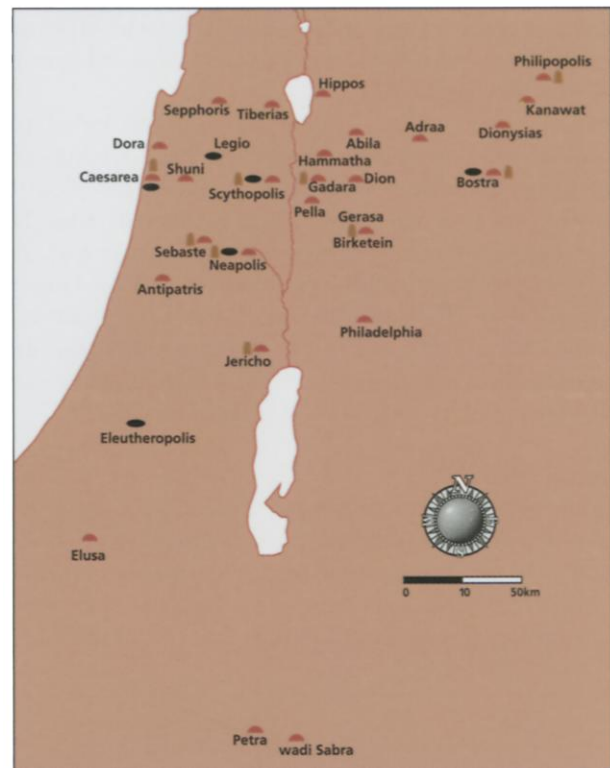 Philipopolis
Hippos
Kanawat
Sepphoris
Tiberias
Adraa
Dionysias
Abila
Dora
Legio
Hammatha
Caesarea
Shuni
Scythopolis
Gadara
Dion
Bostra
Pella
Gerasa
Birketein
Sebaste
Neapolis
Antipatris
Philadelphia
Jericho
Eleutheropolis
N
Elusa
0 10 50km
Petra
wadi Sabra